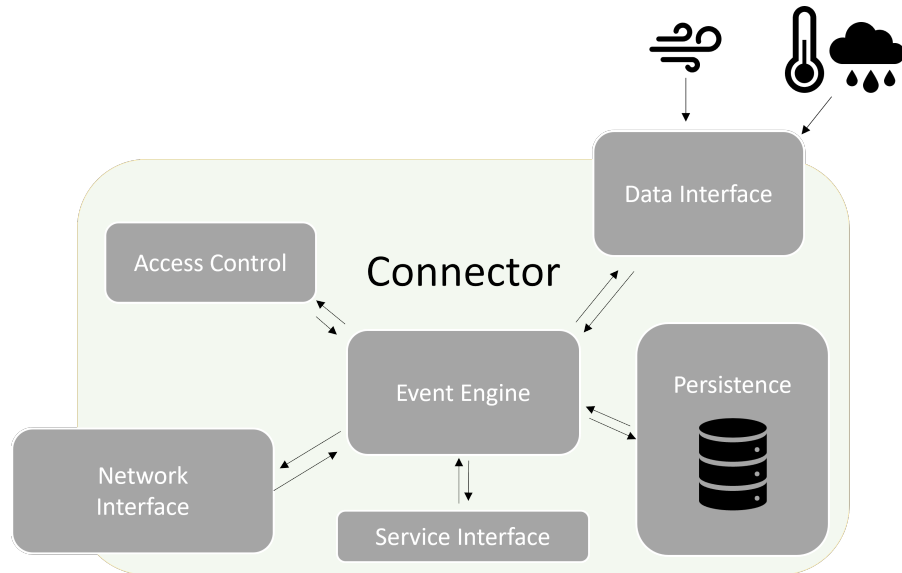 Data Interface
Access Control
Connector
Event Engine
Persistence
Network
Interface
Service Interface